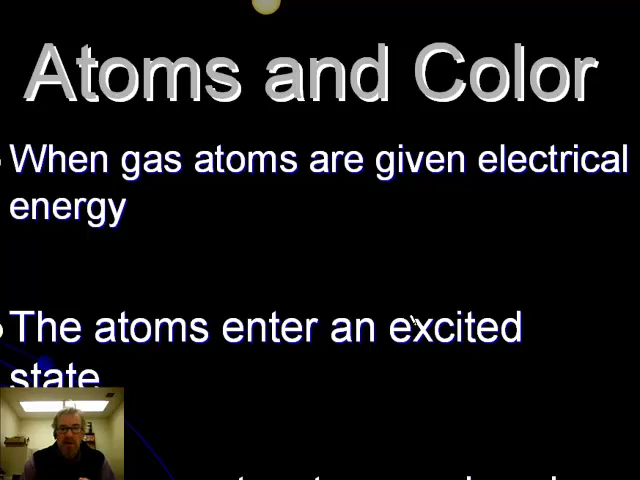 Atoms and Color
When gas atoms are given electrical
energy
The atoms enter an excited
state